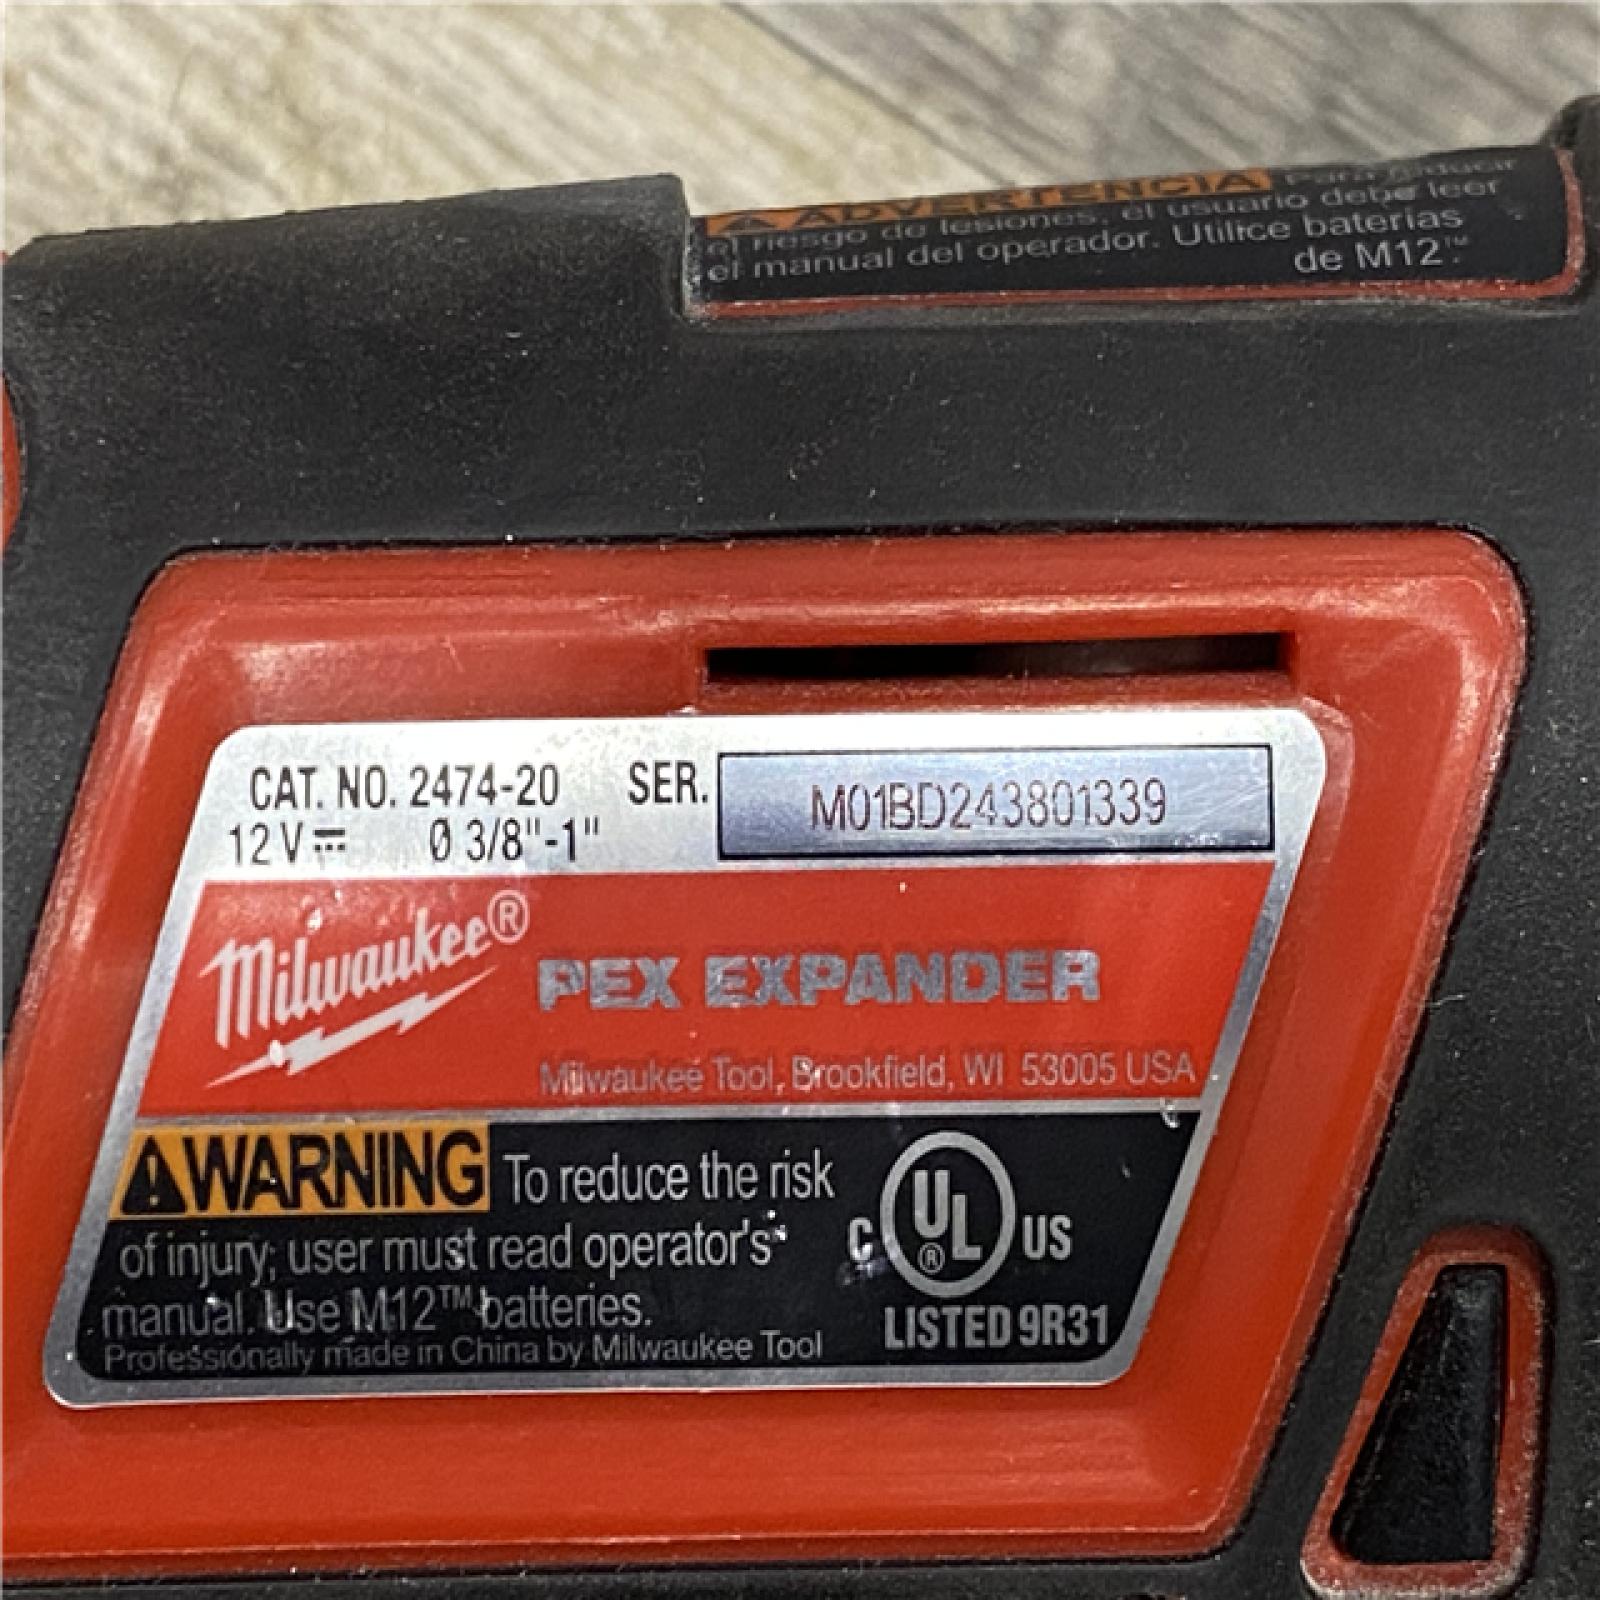 ⚠ ADVERTENCIA Para reducir
el riesgo de lesiones, el usuario debe leer
el manual del operador. Utilice baterías
de M12™.
CAT. NO. 2474-20 SER. M01BD243801339
12 V ⎓ Ø 3/8"-1"
Milwaukee® PEX EXPANDER
Milwaukee Tool, Brookfield, WI 53005 USA
⚠ WARNING To reduce the risk
of injury; user must read operator's
manual. Use M12™ batteries.
Professionally made in China by Milwaukee Tool
C UL® US
LISTED 9R31